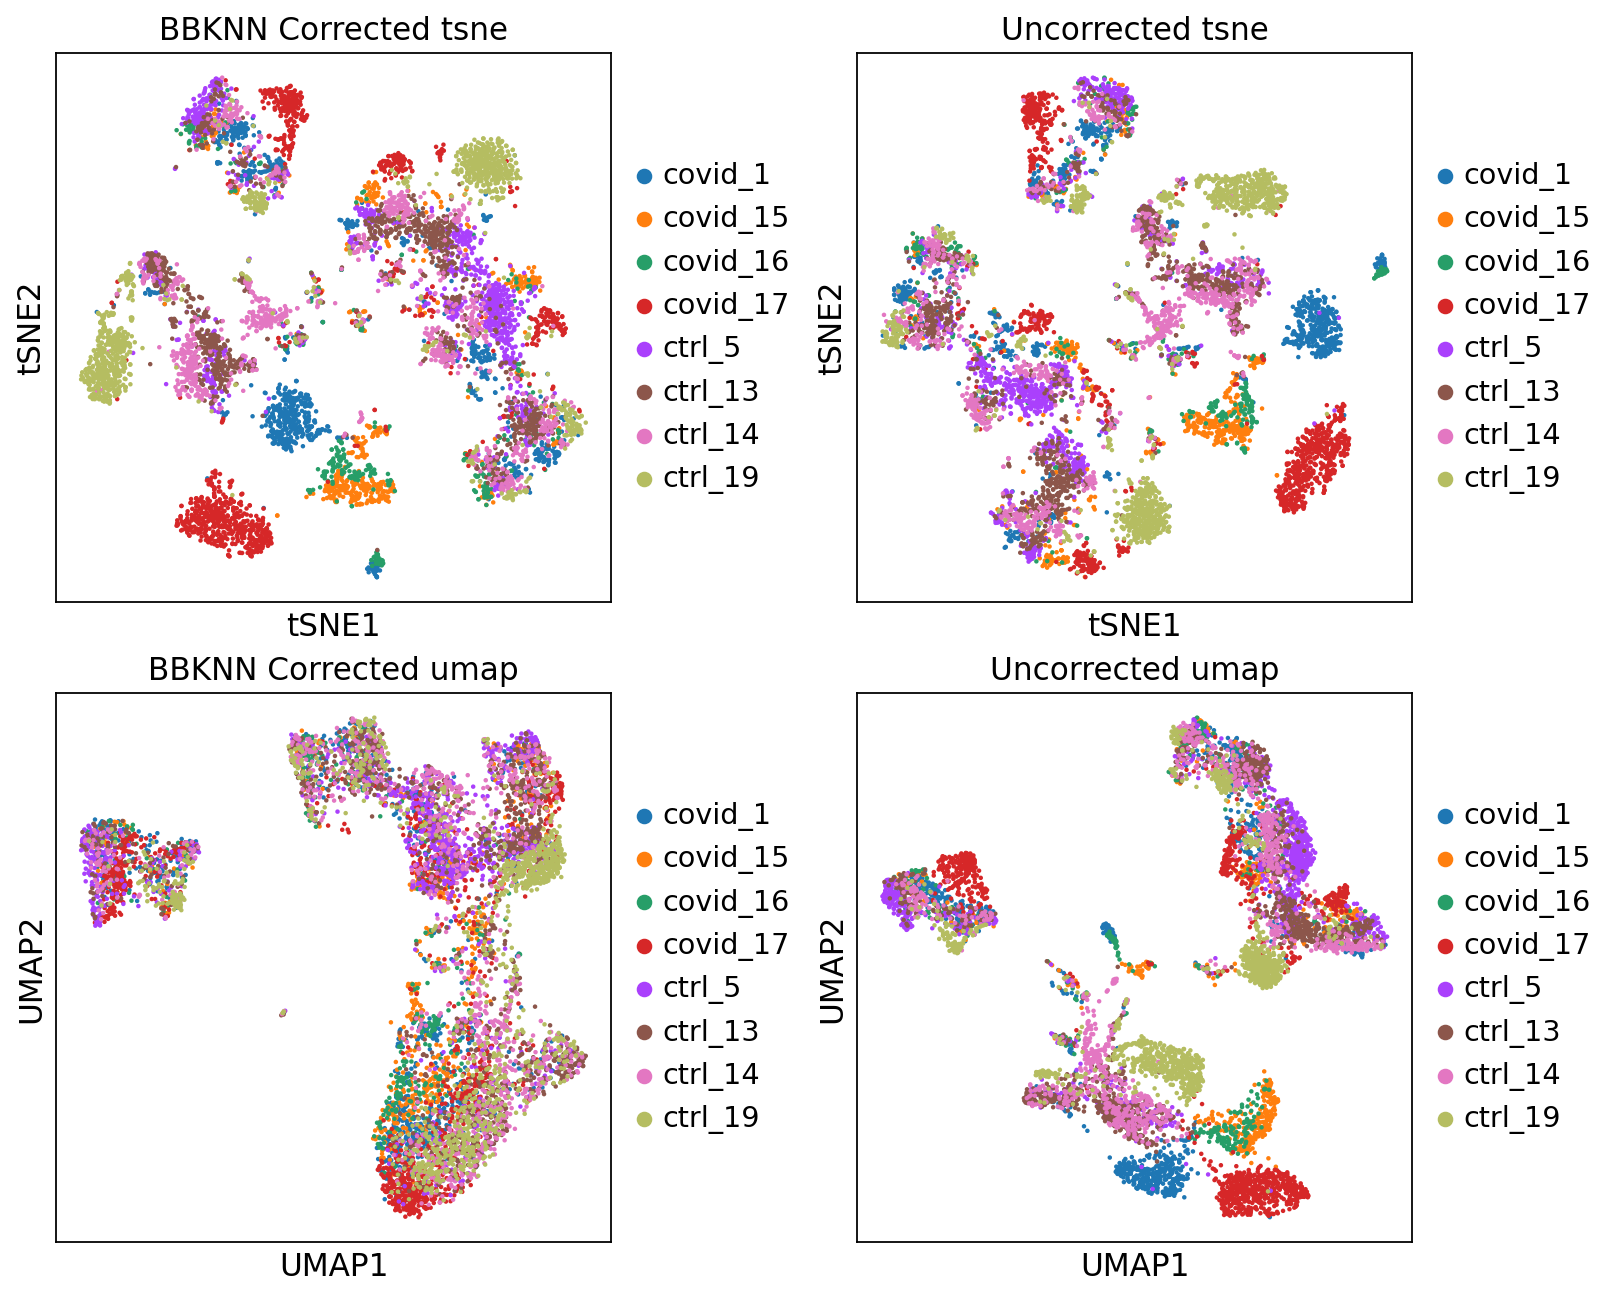 BBKNN Corrected tsne
tSNE2
tSNE1
covid_1
covid_15
covid_16
covid_17
ctrl_5
ctrl_13
ctrl_14
ctrl_19
Uncorrected tsne
tSNE2
tSNE1
covid_1
covid_15
covid_16
covid_17
ctrl_5
ctrl_13
ctrl_14
ctrl_19
BBKNN Corrected umap
UMAP2
UMAP1
covid_1
covid_15
covid_16
covid_17
ctrl_5
ctrl_13
ctrl_14
ctrl_19
Uncorrected umap
UMAP2
UMAP1
covid_1
covid_15
covid_16
covid_17
ctrl_5
ctrl_13
ctrl_14
ctrl_19